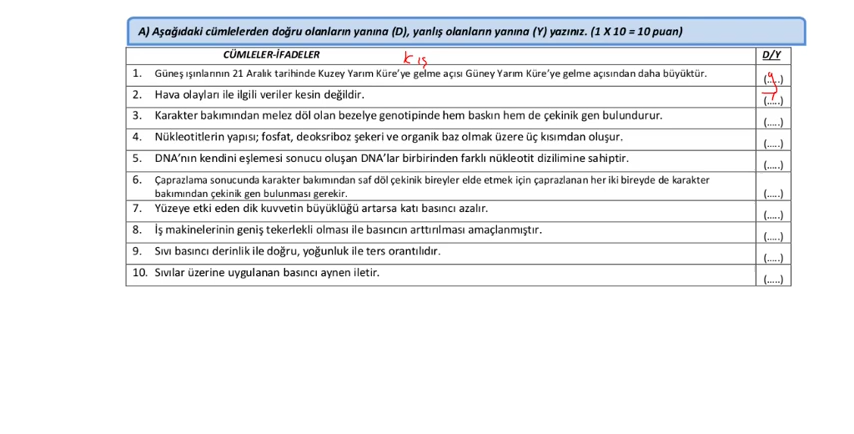 A) Aşağıdaki cümlelerden doğru olanların yanına (D), yanlış olanların yanına (Y) yazınız. (1 X 10 = 10 puan)
CÜMLELER-İFADELER D/Y
kış
1. Güneş ışınlarının 21 Aralık tarihinde Kuzey Yarım Küre'ye gelme açısı Güney Yarım Küre'ye gelme açısından daha büyüktür. (..y..)
2. Hava olayları ile ilgili veriler kesin değildir. (.....)
3. Karakter bakımından melez döl olan bezelye genotipinde hem baskın hem de çekinik gen bulundurur. (.....)
4. Nükleotitlerin yapısı; fosfat, deoksriboz şekeri ve organik baz olmak üzere üç kısımdan oluşur. (.....)
5. DNA'nın kendini eşlemesi sonucu oluşan DNA'lar birbirinden farklı nükleotit dizilimine sahiptir. (.....)
6. Çaprazlama sonucunda karakter bakımından saf döl çekinik bireyler elde etmek için çaprazlanan her iki bireyde de karakter
bakımından çekinik gen bulunması gerekir. (.....)
7. Yüzeye etki eden dik kuvvetin büyüklüğü artarsa katı basıncı azalır. (.....)
8. İş makinelerinin geniş tekerlekli olması ile basıncın arttırılması amaçlanmıştır. (.....)
9. Sıvı basıncı derinlik ile doğru, yoğunluk ile ters orantılıdır. (.....)
10. Sıvılar üzerine uygulanan basıncı aynen iletir. (.....)